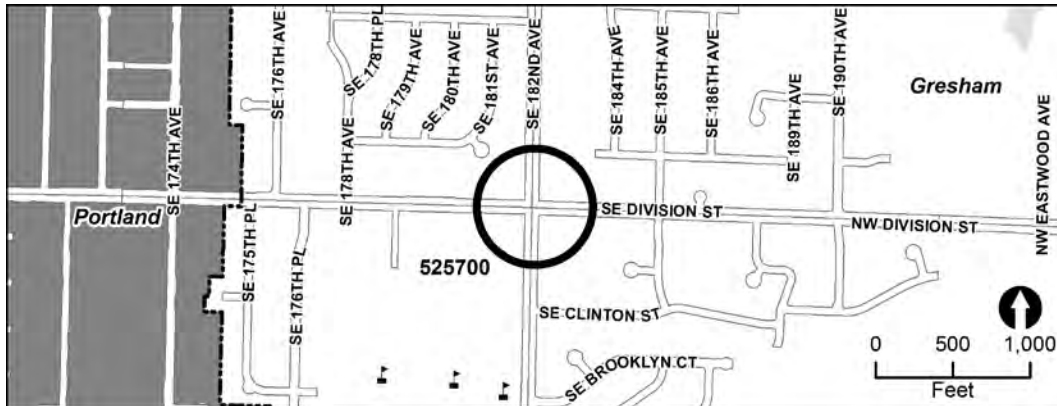 SE 174TH AVE
Portland
SE 176TH AVE
SE 178TH PL
SE 178TH AVE
SE 179TH AVE
SE 180TH AVE
SE 181ST AVE
SE 182ND AVE
SE 184TH AVE
SE 185TH AVE
SE 186TH AVE
SE 189TH AVE
SE 190TH AVE
Gresham
NW EASTWOOD AVE
SE DIVISION ST
NW DIVISION ST
SE 175TH PL
SE 176TH PL
525700
SE CLINTON ST
SE BROOKLYN CT
0 500 1,000
Feet